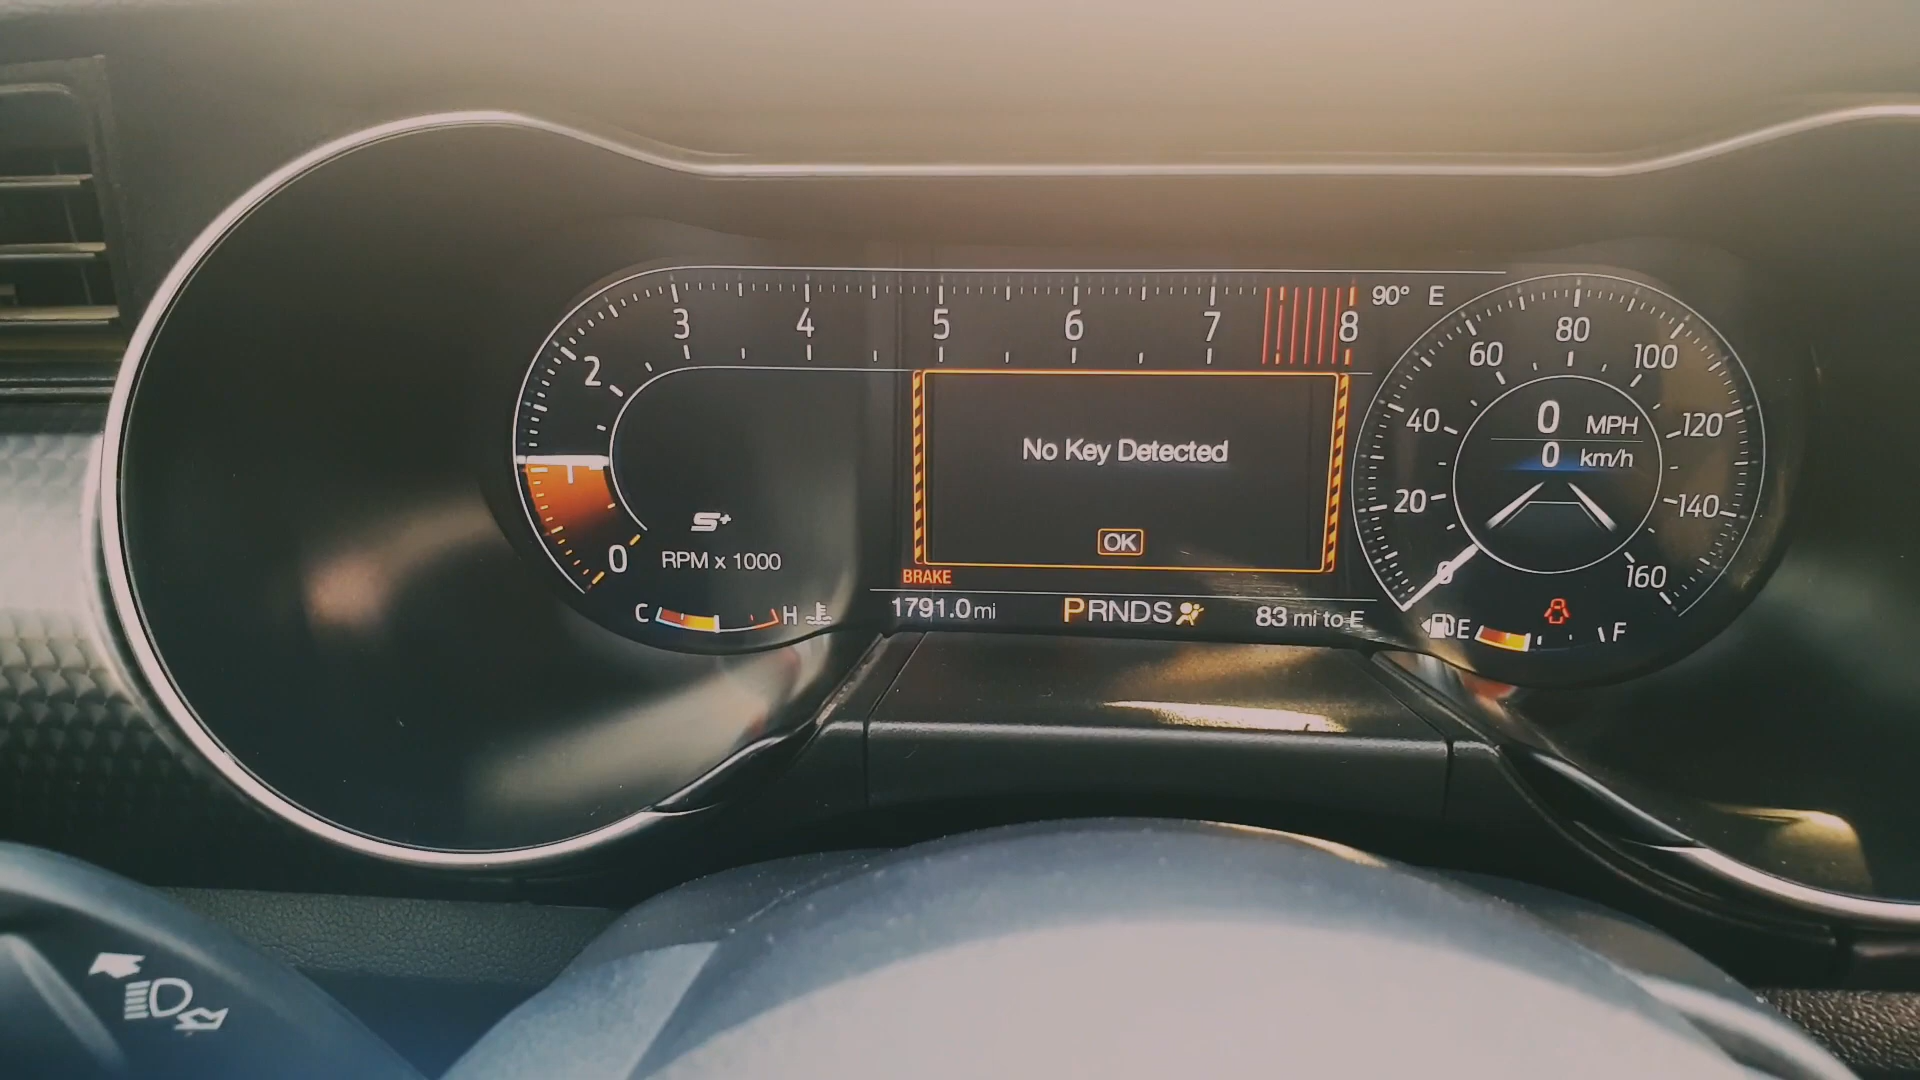 3 4 5 6 7 8
90° E
2
0
S+
RPM x 1000
C H
No Key Detected
OK
BRAKE
1791.0 mi
PRNDS
83 mi to E
0 20 40 60 80 100 120 140 160
0 MPH
0 km/h
E F